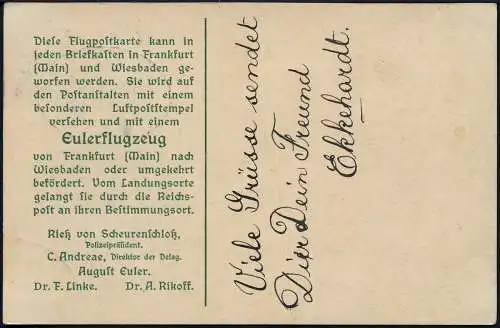 Diese Flugpostkarte kann in
jeden Briefkasten in Frankfurt
(Main) und Wiesbaden ge-
worfen werden. Sie wird auf
den Postanstalten mit einem
besonderen Luftpoststempel
versehen und mit einem
Eulerflugzeug
von Frankfurt (Main) nach
Wiesbaden oder umgekehrt
befördert. Vom Landungsorte
gelangt sie durch die Reichs-
post an ihren Bestimmungsort.
Rieß von Scheurenschloß,
Polizeipräsident.
C. Andreae, Direktor der Delag.
August Euler.
Dr. F. Linke. Dr. A. Rikoff.
Viele Grüsse sendet
Dier Dein Freund
Ekkehardt.